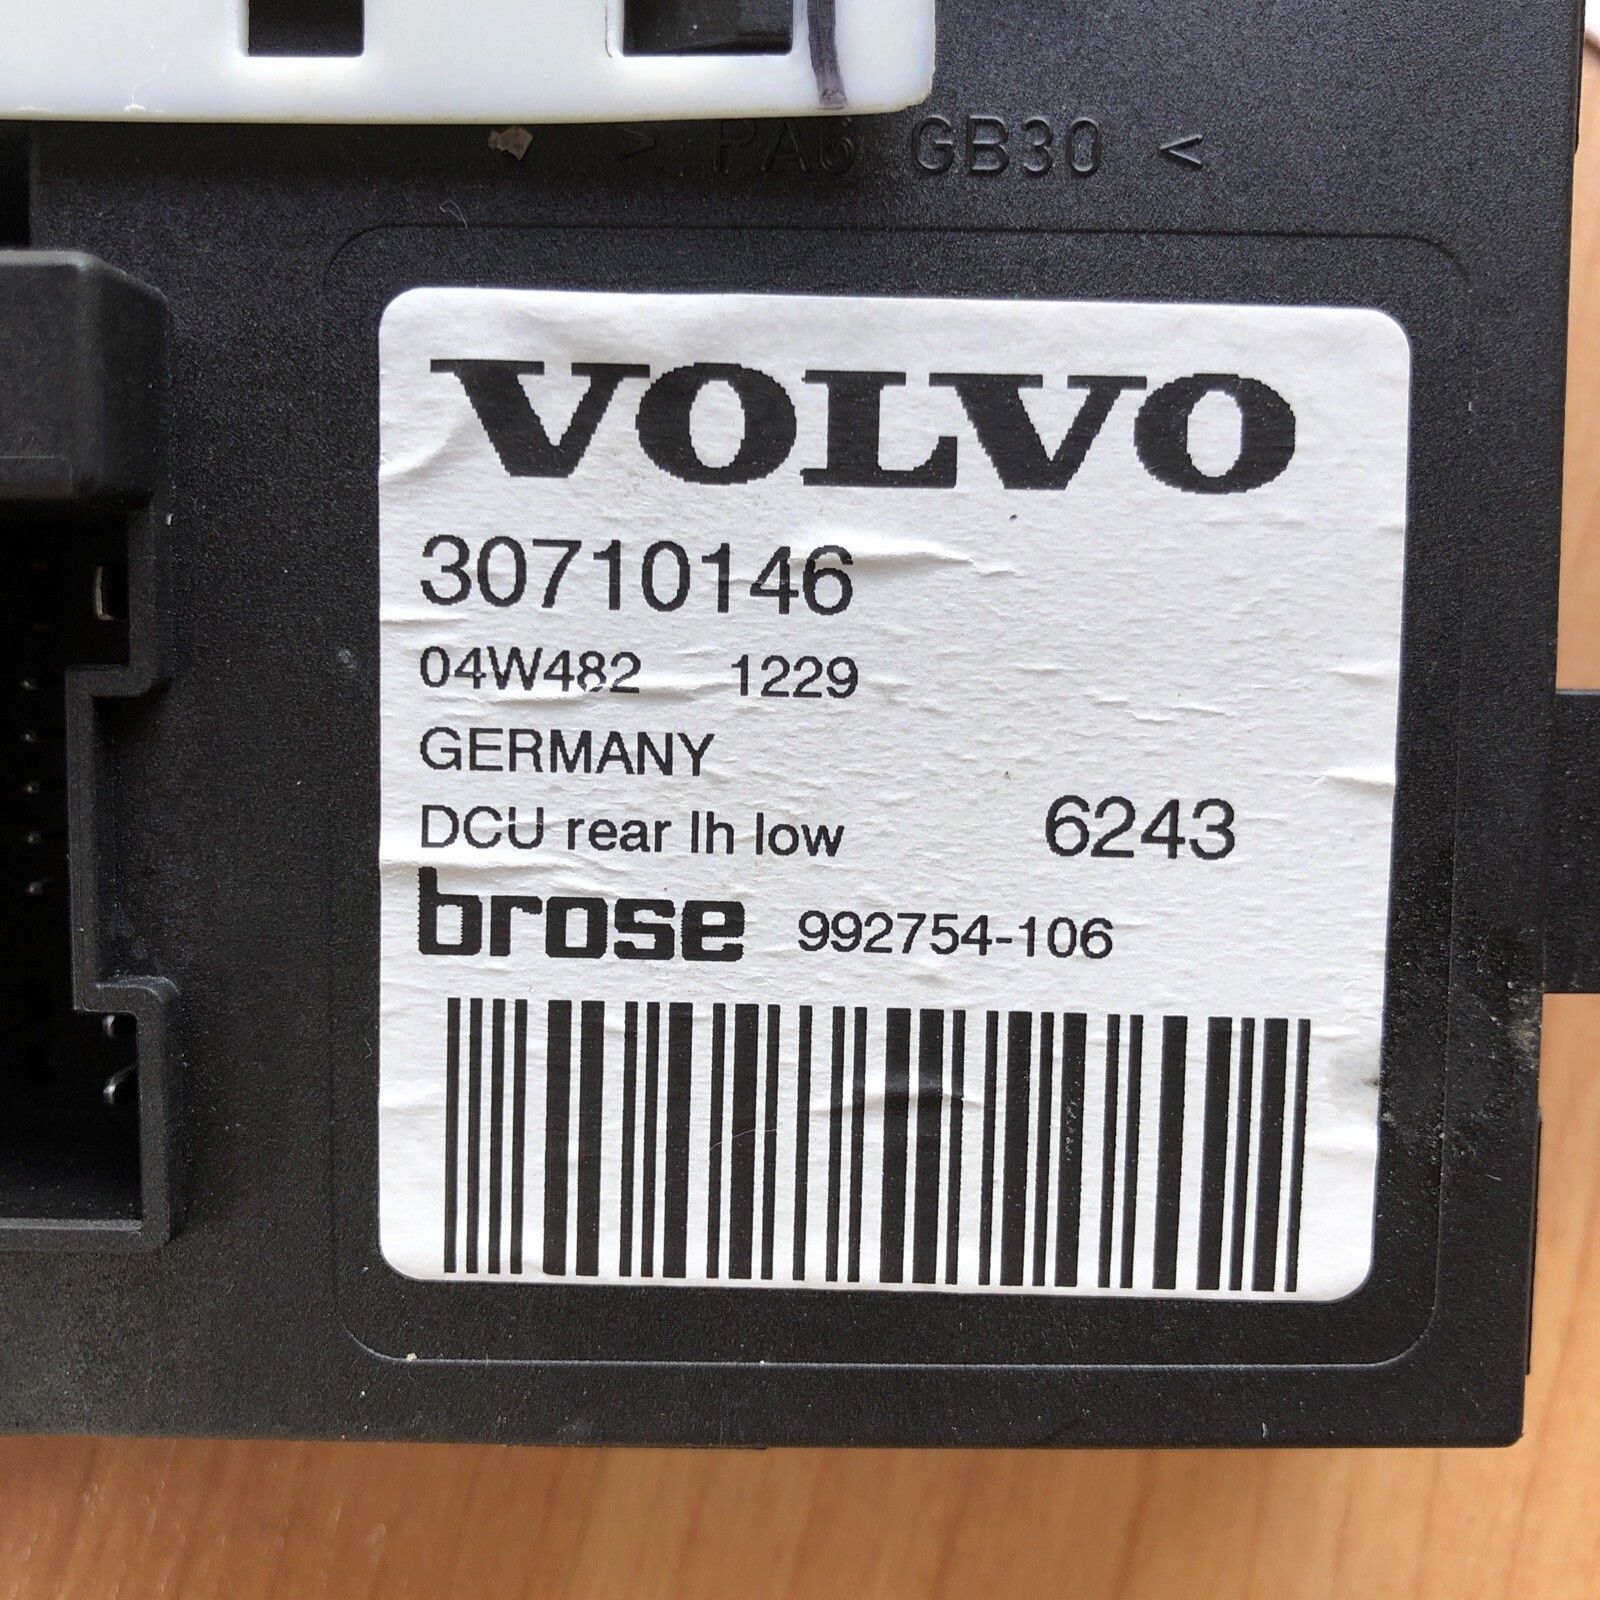 > PA6 GB30 <
VOLVO
30710146
04W482 1229
GERMANY
DCU rear lh low 6243
brose 992754-106